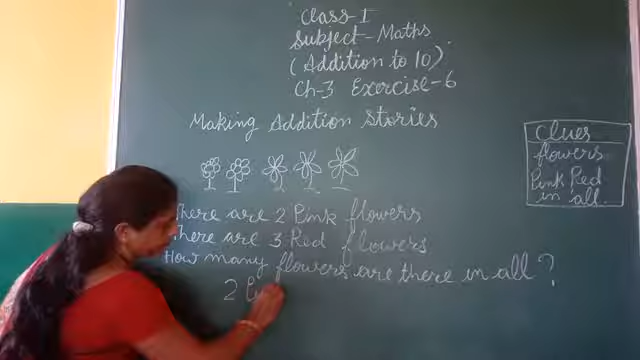 Class-I
Subject-Maths
(Addition to 10)
Ch-3 Exercise-6
Making Addition Stories
Clues
flowers
Pink Red
in all.
There are 2 Pink flowers
There are 3 Red flowers
How many flowers are there in all?
2